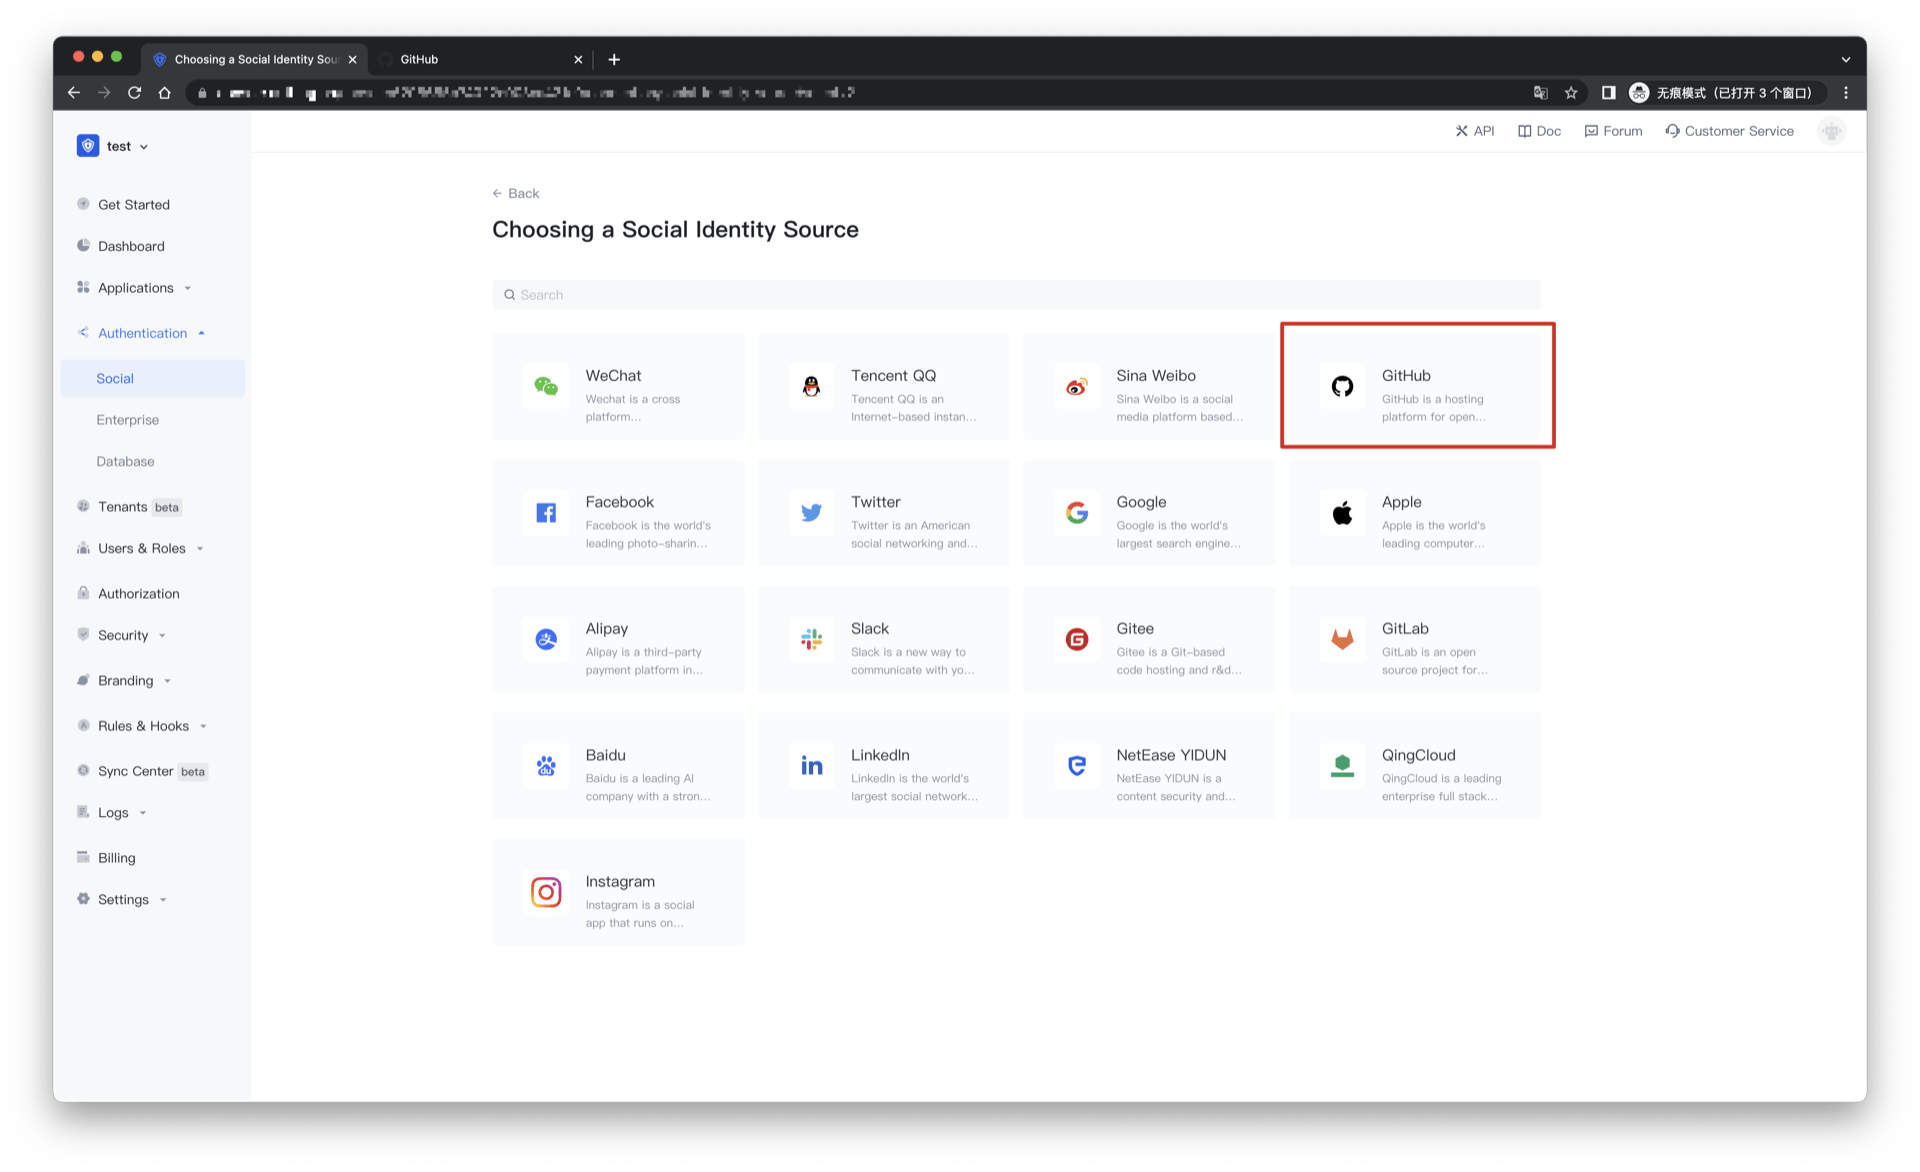 Choosing a Social Identity Sou
GitHub
无痕模式（已打开 3 个窗口）
test
API
Doc
Forum
Customer Service
Get Started
Dashboard
Applications
Authentication
Social
Enterprise
Database
Tenants beta
Users & Roles
Authorization
Security
Branding
Rules & Hooks
Sync Center beta
Logs
Billing
Settings
Back
Choosing a Social Identity Source
Search
WeChat
Wechat is a cross
platform...
Tencent QQ
Tencent QQ is an
Internet-based instan...
Sina Weibo
Sina Weibo is a social
media platform based...
GitHub
GitHub is a hosting
platform for open...
Facebook
Facebook is the world's
leading photo-sharin...
Twitter
Twitter is an American
social networking and...
Google
Google is the world's
largest search engine...
Apple
Apple is the world's
leading computer...
Alipay
Alipay is a third-party
payment platform in...
Slack
Slack is a new way to
communicate with yo...
Gitee
Gitee is a Git-based
code hosting and r&d...
GitLab
GitLab is an open
source project for...
Baidu
Baidu is a leading AI
company with a stron...
LinkedIn
LinkedIn is the world's
largest social network...
NetEase YIDUN
NetEase YIDUN is a
content security and...
QingCloud
QingCloud is a leading
enterprise full stack...
Instagram
Instagram is a social
app that runs on...